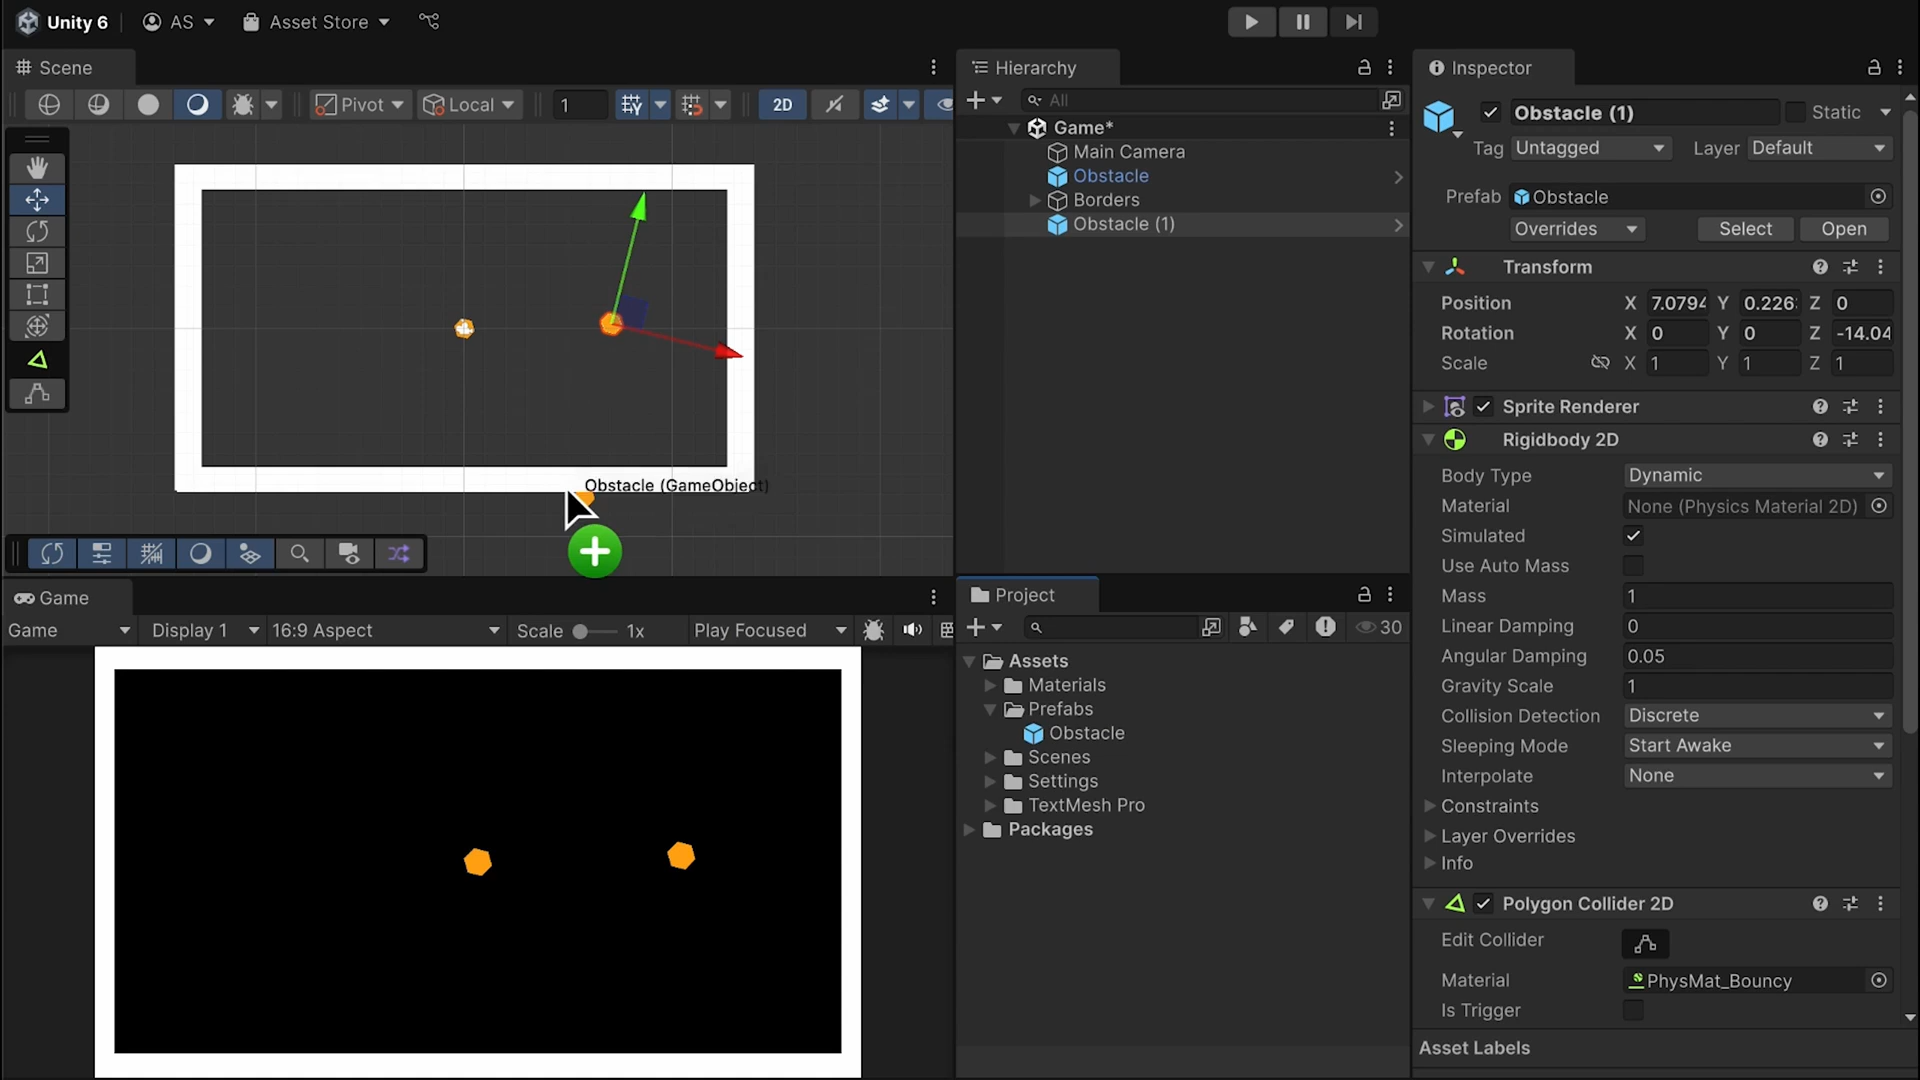 Unity 6 AS Asset Store
Scene
Pivot Local 1 2D
Obstacle (GameObject)
Game
Game Display 1 16:9 Aspect Scale 1x Play Focused
Hierarchy
All
Game*
Main Camera
Obstacle
Borders
Obstacle (1)
Project
30
Assets
Materials
Prefabs
Obstacle
Scenes
Settings
TextMesh Pro
Packages
Inspector
Obstacle (1) Static
Tag Untagged Layer Default
Prefab Obstacle
Overrides Select Open
Transform
Position X 7.0794 Y 0.226 Z 0
Rotation X 0 Y 0 Z -14.04
Scale X 1 Y 1 Z 1
Sprite Renderer
Rigidbody 2D
Body Type Dynamic
Material None (Physics Material 2D)
Simulated
Use Auto Mass
Mass 1
Linear Damping 0
Angular Damping 0.05
Gravity Scale 1
Collision Detection Discrete
Sleeping Mode Start Awake
Interpolate None
Constraints
Layer Overrides
Info
Polygon Collider 2D
Edit Collider
Material PhysMat_Bouncy
Is Trigger
Asset Labels